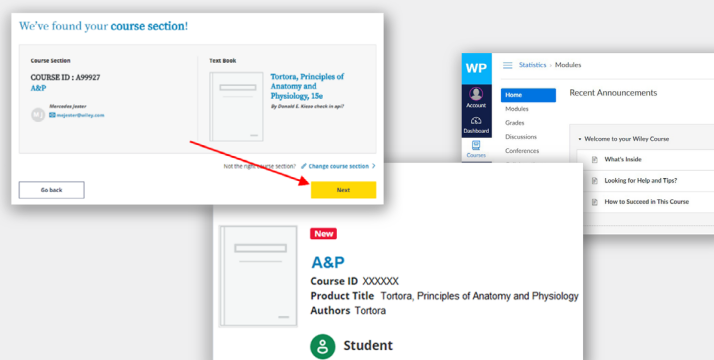 We've found your course section!
Course Section
COURSE ID : A99927
A&P
Mercedes Jester
mejester@wiley.com
Text Book
Tortora, Principles of
Anatomy and
Physiology, 15e
By Donald E. Kieso check in epi?
Not the right course section? Change course section >
Go back
Next
WP
Account
Dashboard
Courses
Statistics › Modules
Home
Modules
Grades
Discussions
Conferences
Recent Announcements
Welcome to your Wiley Course
What's Inside
Looking for Help and Tips?
How to Succeed in This Course
New
A&P
Course ID XXXXXX
Product Title Tortora, Principles of Anatomy and Physiology
Authors Tortora
Student